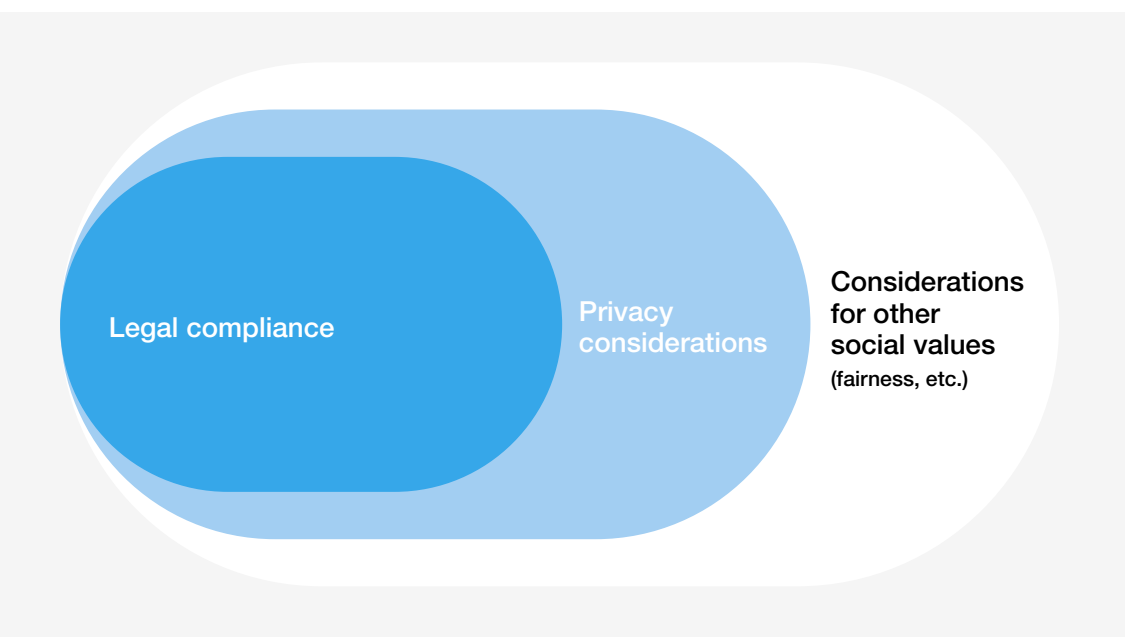 Legal compliance
Privacy
considerations
Considerations
for other
social values
(fairness, etc.)